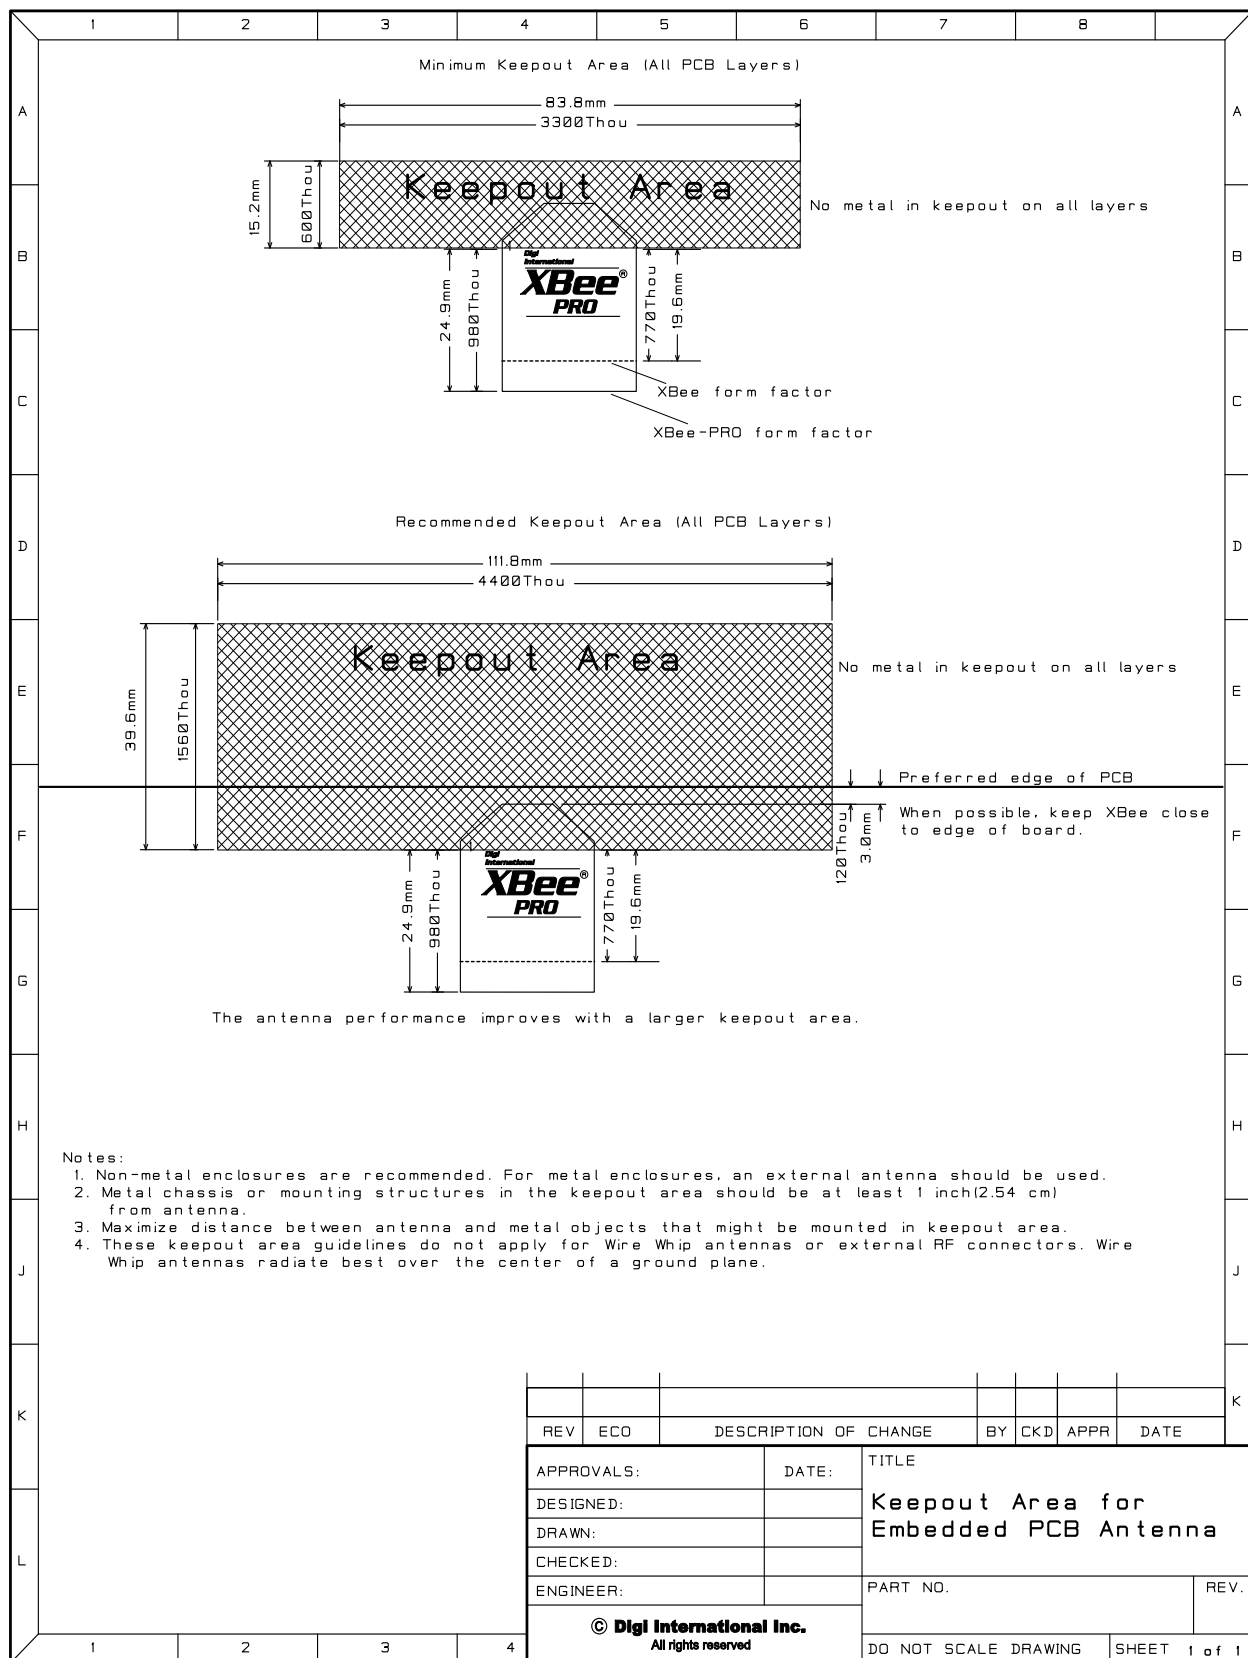 1 2 3 4 5 6 7 8
A A
B B
C C
D D
E E
F F
G G
H H
J J
K K
L
Minimum Keepout Area (All PCB Layers)
83.8mm
3300Thou
15.2mm
600Thou
Keepout Area
No metal in keepout on all layers
Digi
International
XBee®
PRO
1
24.9mm
980Thou
770Thou
19.6mm
XBee form factor
XBee-PRO form factor
Recommended Keepout Area (All PCB Layers)
111.8mm
4400Thou
39.6mm
1560Thou
Keepout Area
No metal in keepout on all layers
Preferred edge of PCB
When possible, keep XBee close
to edge of board.
120Thou
3.0mm
1
Digi
International
XBee®
PRO
24.9mm
980Thou
770Thou
19.6mm
The antenna performance improves with a larger keepout area.
Notes:
1. Non-metal enclosures are recommended. For metal enclosures, an external antenna should be used.
2. Metal chassis or mounting structures in the keepout area should be at least 1 inch(2.54 cm)
from antenna.
3. Maximize distance between antenna and metal objects that might be mounted in keepout area.
4. These keepout area guidelines do not apply for Wire Whip antennas or external RF connectors. Wire
Whip antennas radiate best over the center of a ground plane.
REV ECO DESCRIPTION OF CHANGE BY CKD APPR DATE
APPROVALS: DATE:
DESIGNED:
DRAWN:
CHECKED:
ENGINEER:
TITLE
Keepout Area for
Embedded PCB Antenna
PART NO. REV.
© Digi International Inc.
All rights reserved
DO NOT SCALE DRAWING SHEET 1 of 1
1 2 3 4